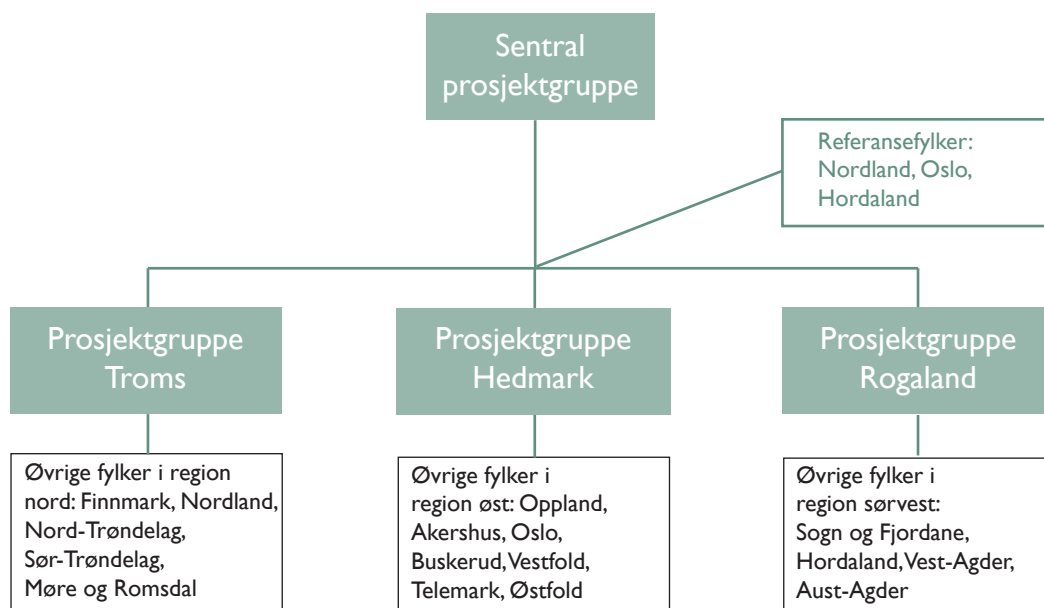 Sentral
prosjektgruppe
Referansefylker:
Nordland, Oslo,
Hordaland
Prosjektgruppe
Troms
Prosjektgruppe
Hedmark
Prosjektgruppe
Rogaland
Øvrige fylker i region
nord: Finnmark, Nordland,
Nord-Trøndelag,
Sør-Trøndelag,
Møre og Romsdal
Øvrige fylker i
region øst: Oppland,
Akershus, Oslo,
Buskerud, Vestfold,
Telemark, Østfold
Øvrige fylker i
region sørvest:
Sogn og Fjordane,
Hordaland, Vest-Agder,
Aust-Agder